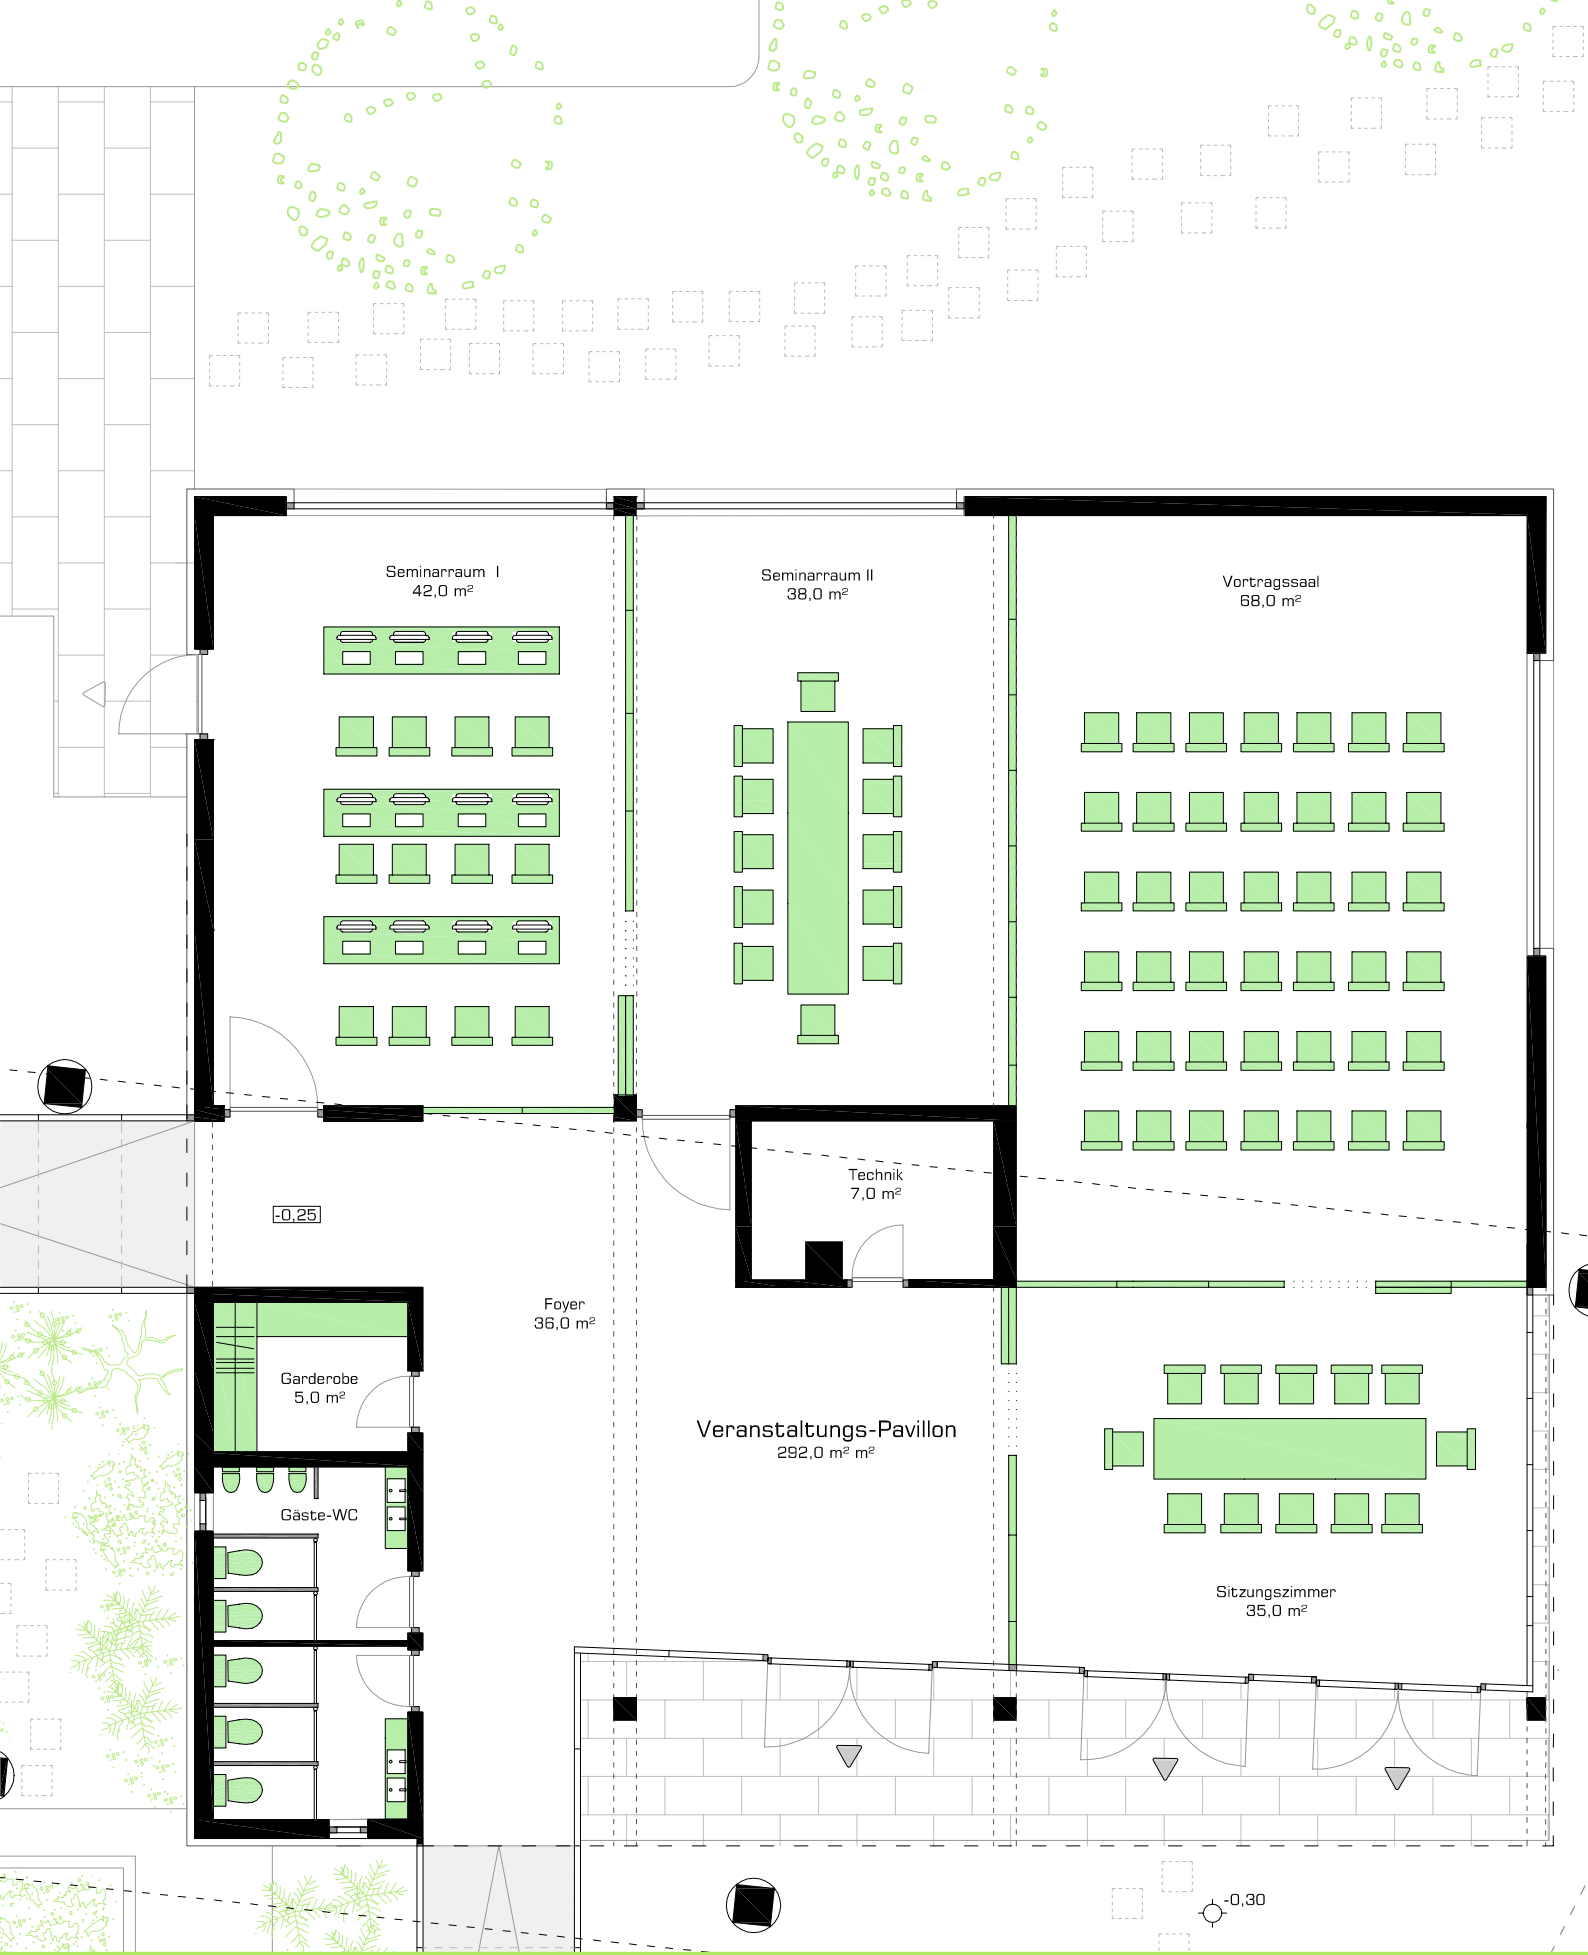 Seminarraum I
42,0 m²
Seminarraum II
38,0 m²
Vortragssaal
68,0 m²
Technik
7,0 m²
-0,25
Foyer
36,0 m²
Garderobe
5,0 m²
Veranstaltungs-Pavillon
292,0 m² m²
Gäste-WC
Sitzungszimmer
35,0 m²
-0,30